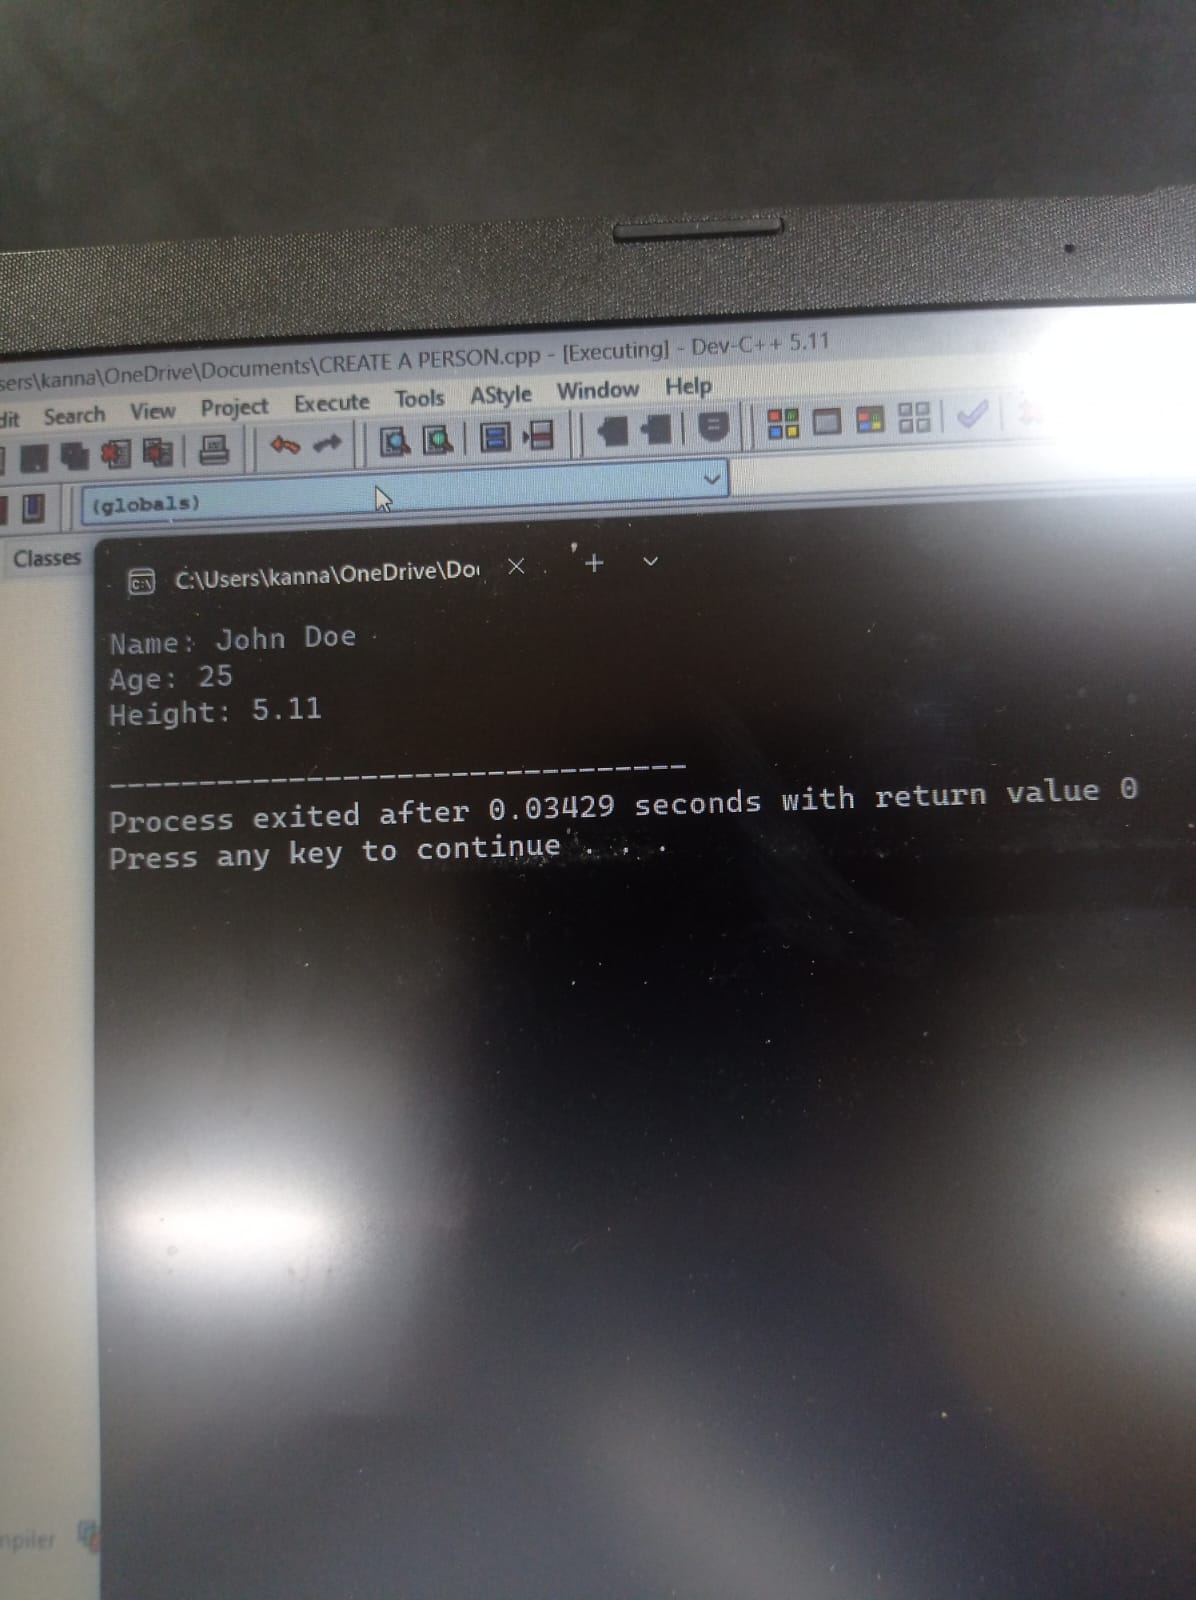 sers\kanna\OneDrive\Documents\CREATE A PERSON.cpp - [Executing] - Dev-C++ 5.11
dit Search View Project Execute Tools AStyle Window Help
(globals)
Classes
C:\Users\kanna\OneDrive\Do
Name: John Doe
Age: 25
Height: 5.11
--------------------------------
Process exited after 0.03429 seconds with return value 0
Press any key to continue . . .
mpiler